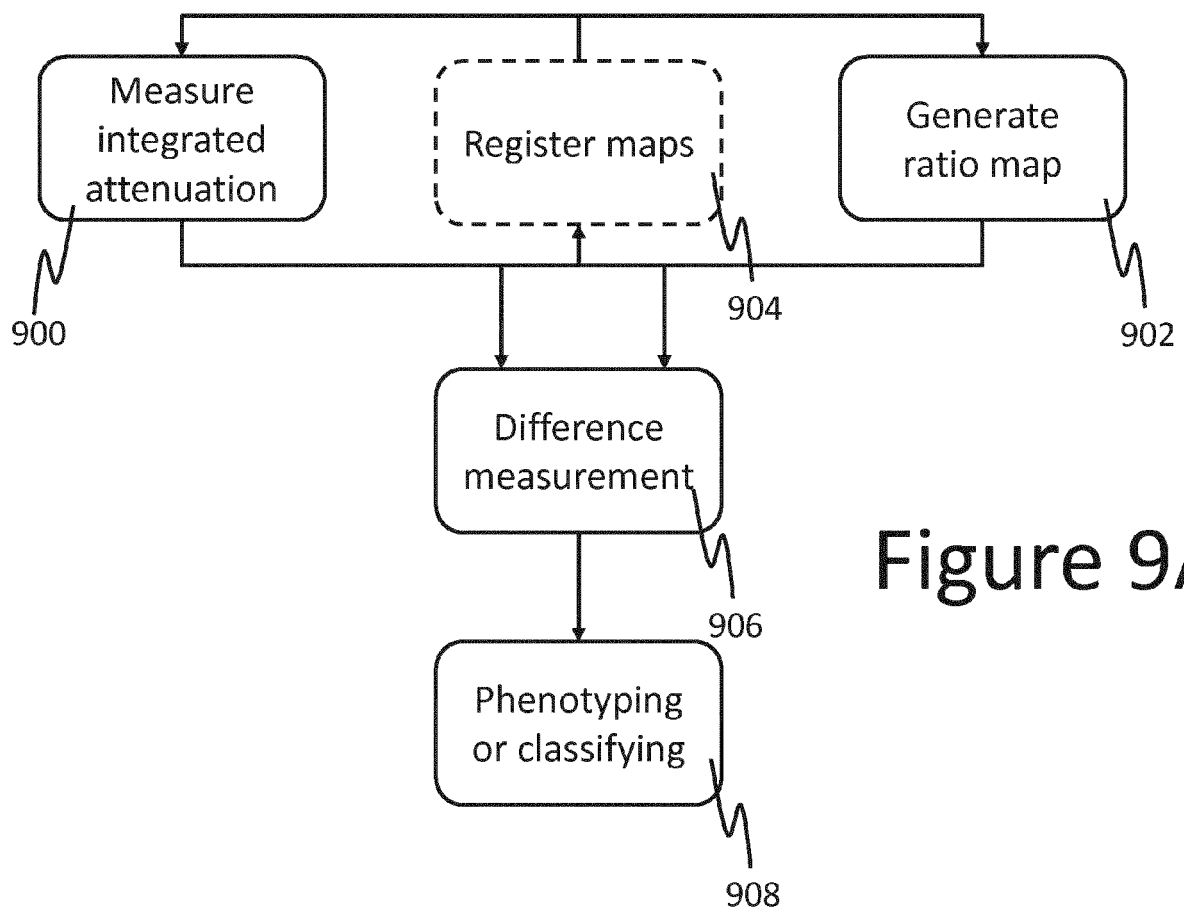 Measure
integrated
attenuation
Register maps
Generate
ratio map
900
904
902
Difference
measurement
Figure 9A
906
Phenotyping
or classifying
908